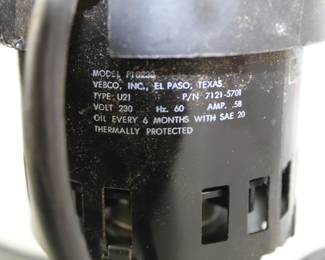 MODEL P10230
VEBCO, INC., EL PASO, TEXAS
TYPE U21 P/N 7121-5701
VOLT 230 Hz. 60 AMP. .58
OIL EVERY 6 MONTHS WITH SAE 20
THERMALLY PROTECTED